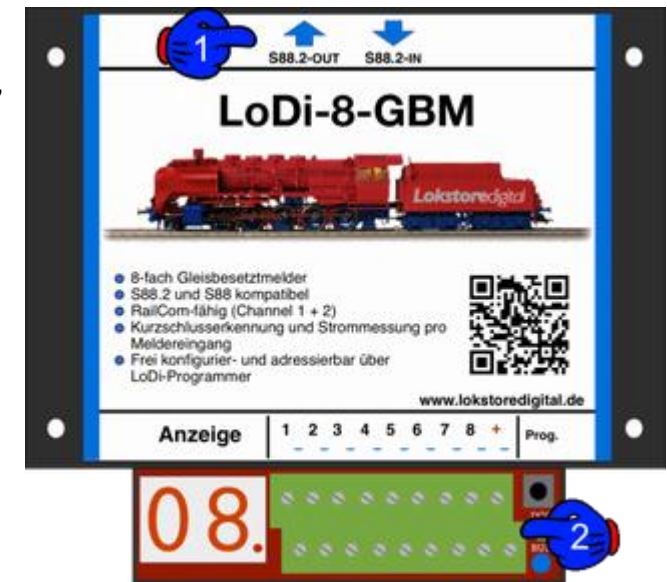 1
S88.2-OUT S88.2-IN
LoDi-8-GBM
Lokstoredigital
8-fach Gleisbesetztmelder
S88.2 und S88 kompatibel
RailCom-fähig (Channel 1 + 2)
Kurzschlusserkennung und Strommessung pro
Meldereingang
Frei konfigurier- und adressierbar über
LoDi-Programmer
www.lokstoredigital.de
Anzeige 1 2 3 4 5 6 7 8 + Prog.
08.
2